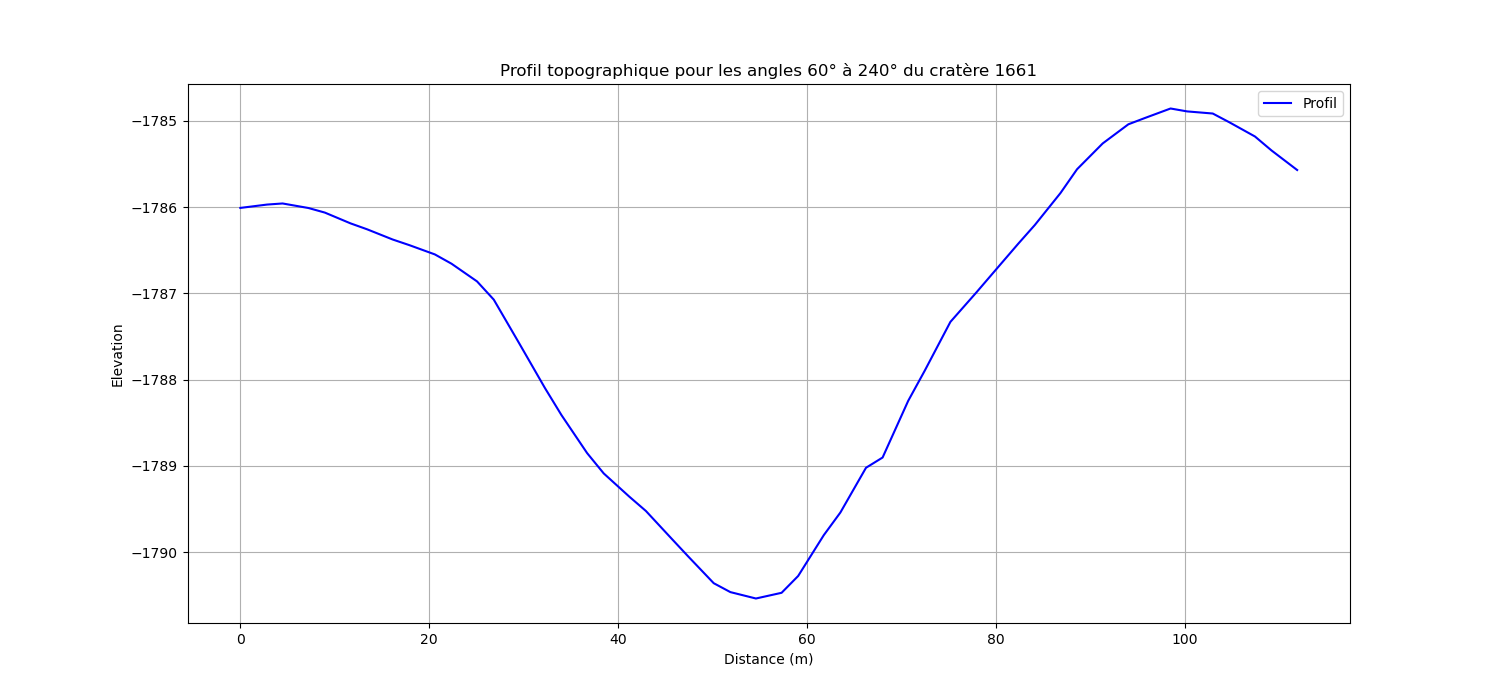 Profil topographique pour les angles 60° à 240° du cratère 1661
Profil
−1785
−1786
−1787
−1788
−1789
−1790
Elevation
0 20 40 60 80 100
Distance (m)